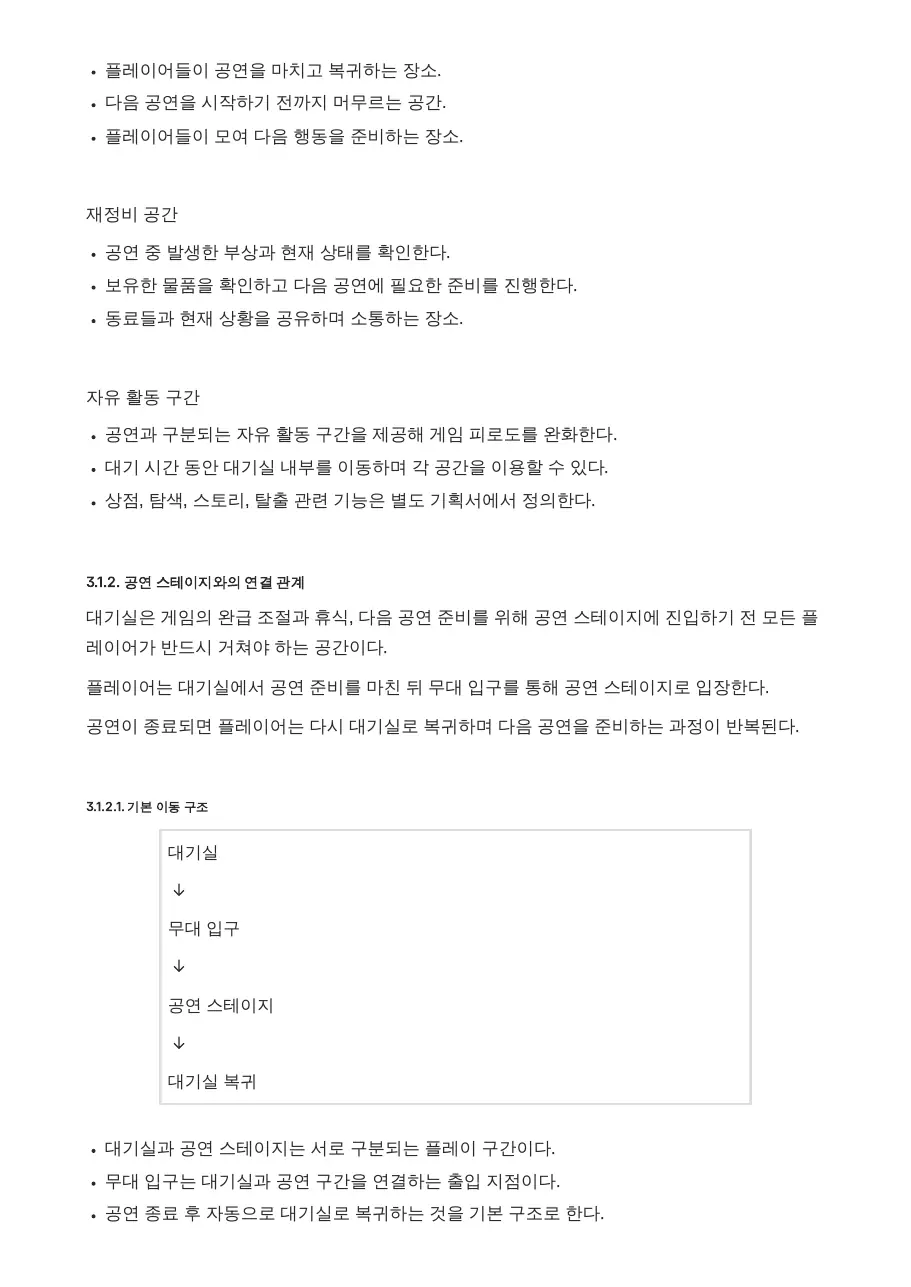 • 플레이어들이 공연을 마치고 복귀하는 장소.
• 다음 공연을 시작하기 전까지 머무르는 공간.
• 플레이어들이 모여 다음 행동을 준비하는 장소.
재정비 공간
• 공연 중 발생한 부상과 현재 상태를 확인한다.
• 보유한 물품을 확인하고 다음 공연에 필요한 준비를 진행한다.
• 동료들과 현재 상황을 공유하며 소통하는 장소.
자유 활동 구간
• 공연과 구분되는 자유 활동 구간을 제공해 게임 피로도를 완화한다.
• 대기 시간 동안 대기실 내부를 이동하며 각 공간을 이용할 수 있다.
• 상점, 탐색, 스토리, 탈출 관련 기능은 별도 기획서에서 정의한다.
3.1.2. 공연 스테이지와의 연결 관계
대기실은 게임의 완급 조절과 휴식, 다음 공연 준비를 위해 공연 스테이지에 진입하기 전 모든 플
레이어가 반드시 거쳐야 하는 공간이다.
플레이어는 대기실에서 공연 준비를 마친 뒤 무대 입구를 통해 공연 스테이지로 입장한다.
공연이 종료되면 플레이어는 다시 대기실로 복귀하며 다음 공연을 준비하는 과정이 반복된다.
3.1.2.1. 기본 이동 구조
대기실
↓
무대 입구
↓
공연 스테이지
↓
대기실 복귀
• 대기실과 공연 스테이지는 서로 구분되는 플레이 구간이다.
• 무대 입구는 대기실과 공연 구간을 연결하는 출입 지점이다.
• 공연 종료 후 자동으로 대기실로 복귀하는 것을 기본 구조로 한다.